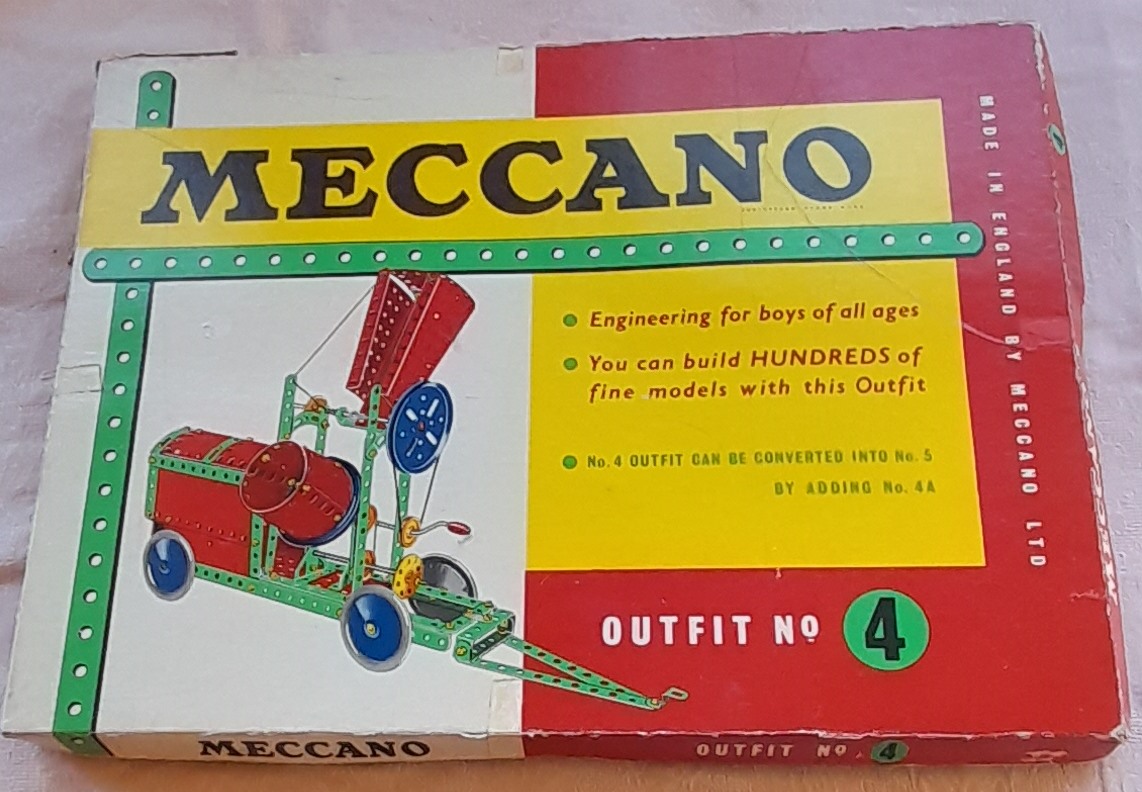 MECCANO
Engineering for boys of all ages
You can build HUNDREDS of
fine models with this Outfit
No. 4 OUTFIT CAN BE CONVERTED INTO No. 5
BY ADDING No. 4A
OUTFIT Nº 4
MADE IN ENGLAND BY MECCANO LTD
4
MECCANO
OUTFIT Nº 4